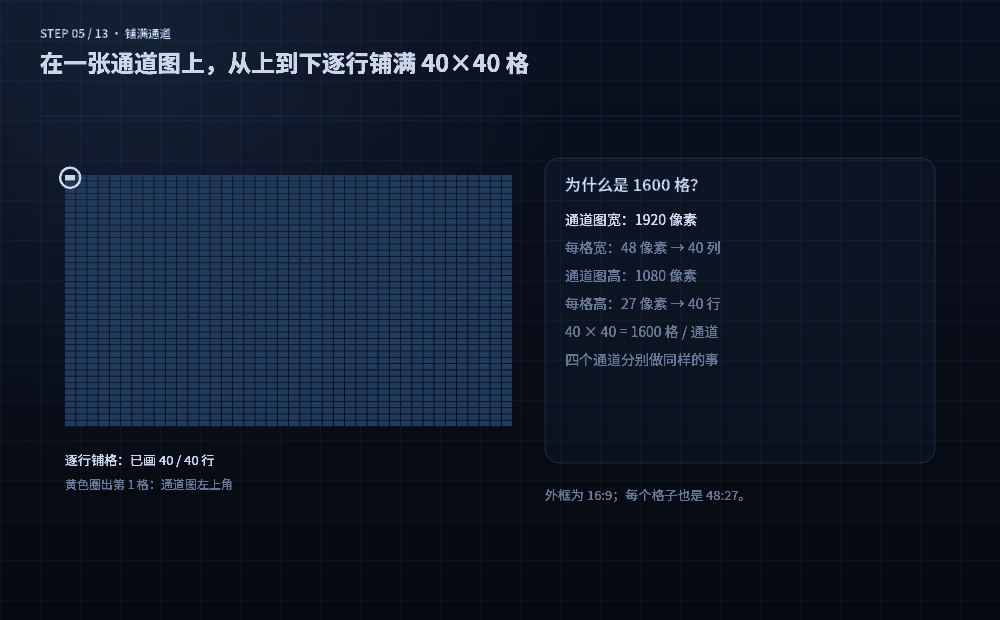 STEP 05 / 13 · 铺满通道
在一张通道图上，从上到下逐行铺满 40×40 格
为什么是 1600 格？
通道图宽：1920 像素
每格宽：48 像素 → 40 列
通道图高：1080 像素
每格高：27 像素 → 40 行
40 × 40 = 1600 格 / 通道
四个通道分别做同样的事
逐行铺格：已画 40 / 40 行
黄色圈出第 1 格：通道图左上角
外框为 16:9；每个格子也是 48:27。